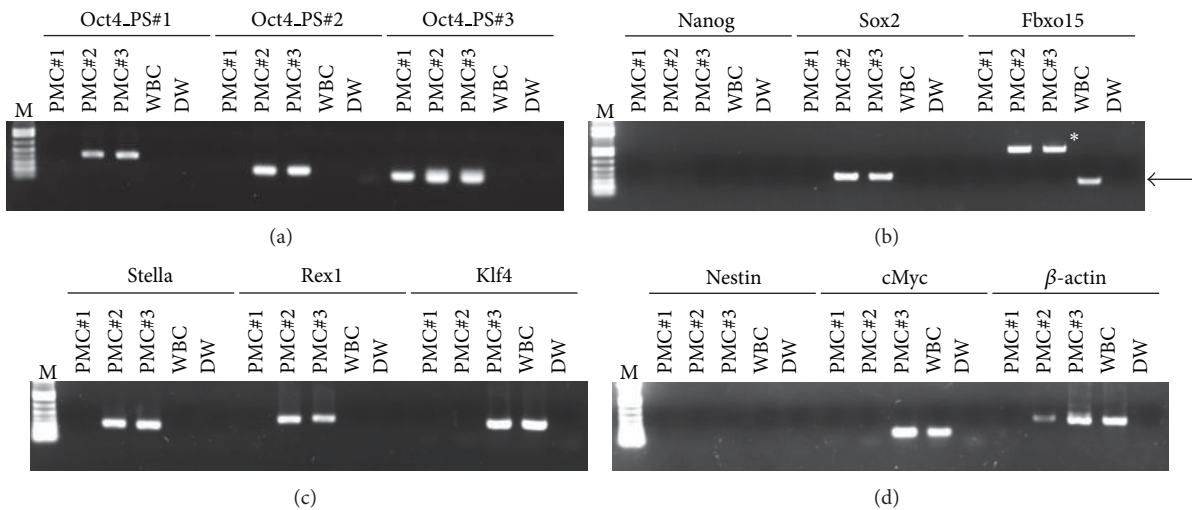 Oct4_PS#1 Oct4_PS#2 Oct4_PS#3
M PMC#1 PMC#2 PMC#3 WBC DW PMC#1 PMC#2 PMC#3 WBC DW PMC#1 PMC#2 PMC#3 WBC DW
(a)
Nanog Sox2 Fbxo15
M PMC#1 PMC#2 PMC#3 WBC DW PMC#1 PMC#2 PMC#3 WBC DW PMC#1 PMC#2 PMC#3 WBC DW
*
(b)
Stella Rex1 Klf4
M PMC#1 PMC#2 PMC#3 WBC DW PMC#1 PMC#2 PMC#3 WBC DW PMC#1 PMC#2 PMC#3 WBC DW
(c)
Nestin cMyc β-actin
M PMC#1 PMC#2 PMC#3 WBC DW PMC#1 PMC#2 PMC#3 WBC DW PMC#1 PMC#2 PMC#3 WBC DW
(d)